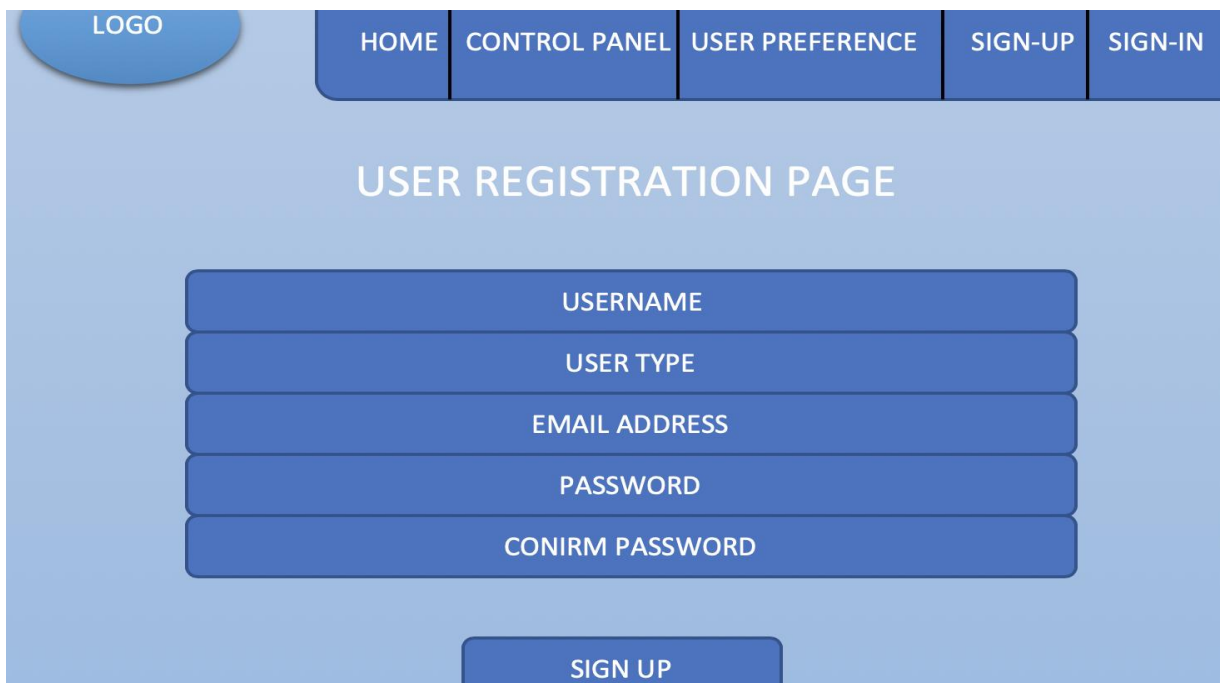 LOGO
HOME CONTROL PANEL USER PREFERENCE SIGN-UP SIGN-IN
USER REGISTRATION PAGE
USERNAME
USER TYPE
EMAIL ADDRESS
PASSWORD
CONIRM PASSWORD
SIGN UP